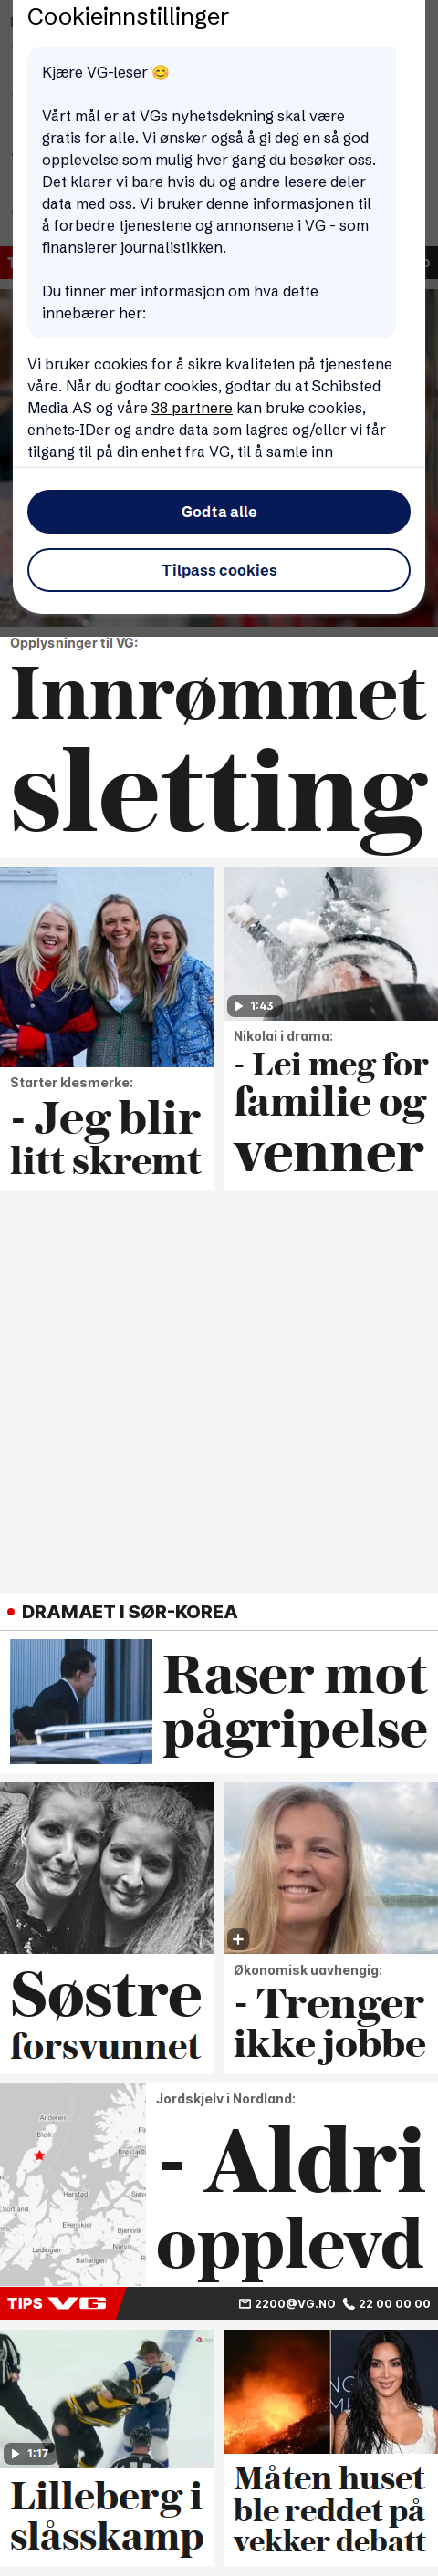 Cookieinnstillinger
Kjære VG-leser 😊
Vårt mål er at VGs nyhetsdekning skal være
gratis for alle. Vi ønsker også å gi deg en så god
opplevelse som mulig hver gang du besøker oss.
Det klarer vi bare hvis du og andre lesere deler
data med oss. Vi bruker denne informasjonen til
å forbedre tjenestene og annonsene i VG - som
finansierer journalistikken.
Du finner mer informasjon om hva dette
innebærer her:
Vi bruker cookies for å sikre kvaliteten på tjenestene
våre. Når du godtar cookies, godtar du at Schibsted
Media AS og våre 38 partnere kan bruke cookies,
enhets-IDer og andre data som lagres og/eller vi får
tilgang til på din enhet fra VG, til å samle inn
Godta alle
Tilpass cookies
Opplysninger til VG:
Innrømmet
sletting
1:43
Starter klesmerke:
- Jeg blir
litt skremt
Nikolai i drama:
- Lei meg for
familie og
venner
DRAMAET I SØR-KOREA
Raser mot
pågripelse
Søstre
forsvunnet
Økonomisk uavhengig:
- Trenger
ikke jobbe
Jordskjelv i Nordland:
- Aldri
opplevd
Andenes
Bleik
Brøstadbo
Harstad
Sortland
Evenskjer
Bjerkvik
Lødingen
Narvik
Ballangen
TIPS VG
2200@VG.NO
22 00 00 00
1:17
Lilleberg i
slåsskamp
Måten huset
ble reddet på
vekker debatt